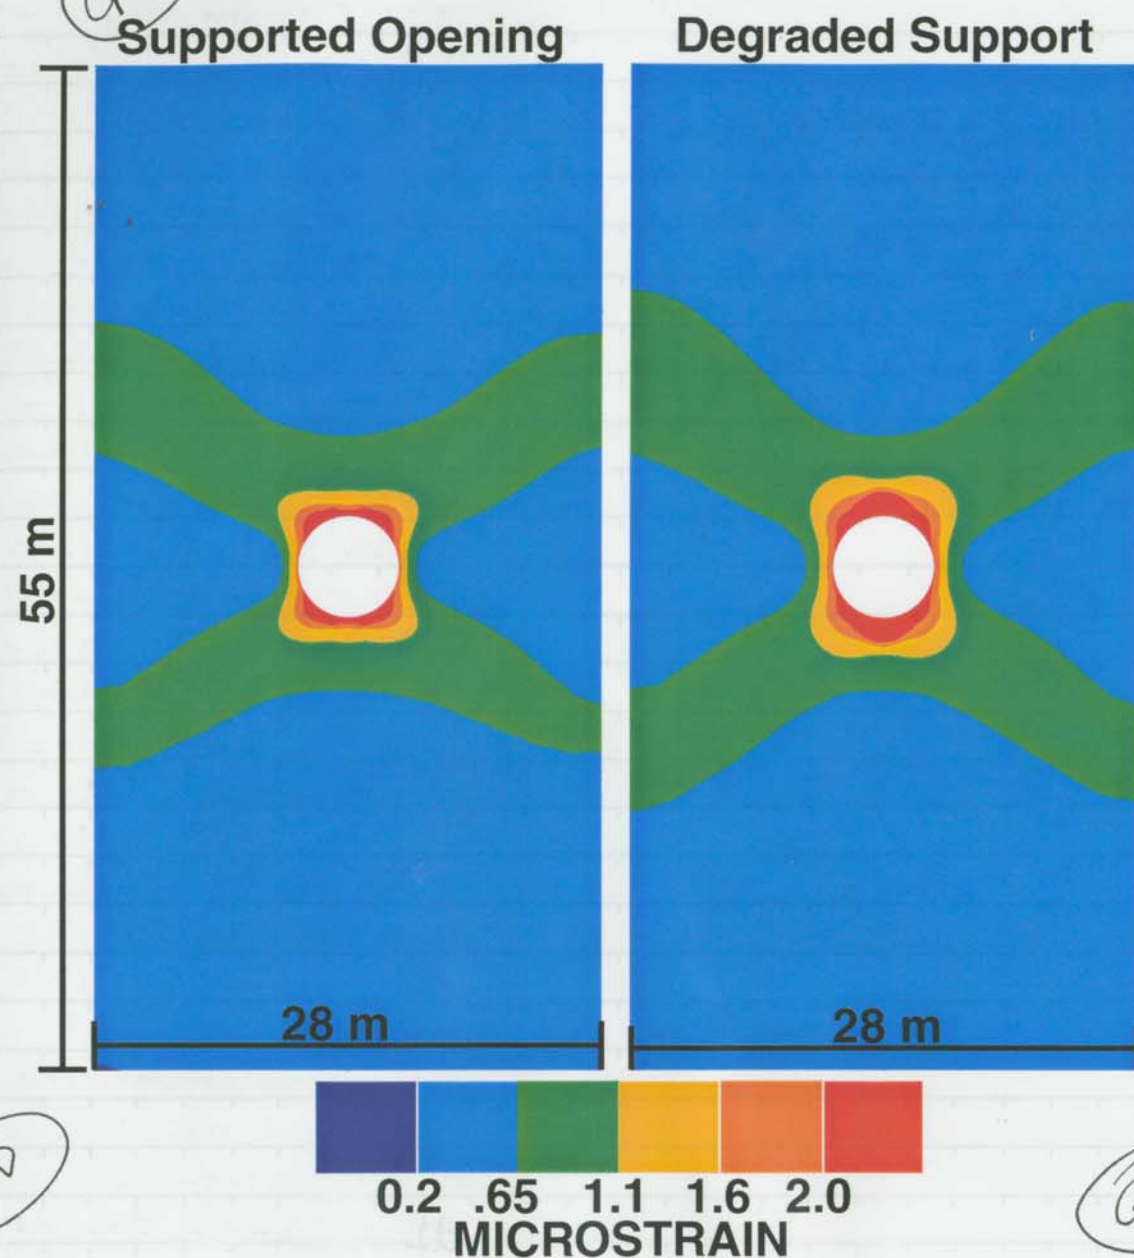 Supported Opening Degraded Support
55 m
28 m 28 m
0.2 .65 1.1 1.6 2.0
MICROSTRAIN